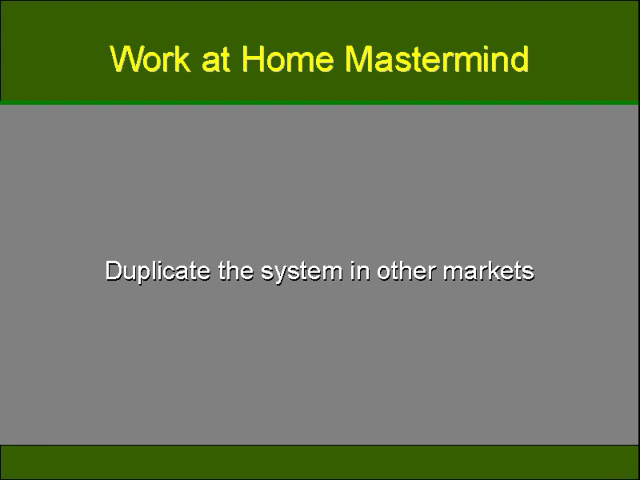 Work at Home Mastermind
Duplicate the system in other markets